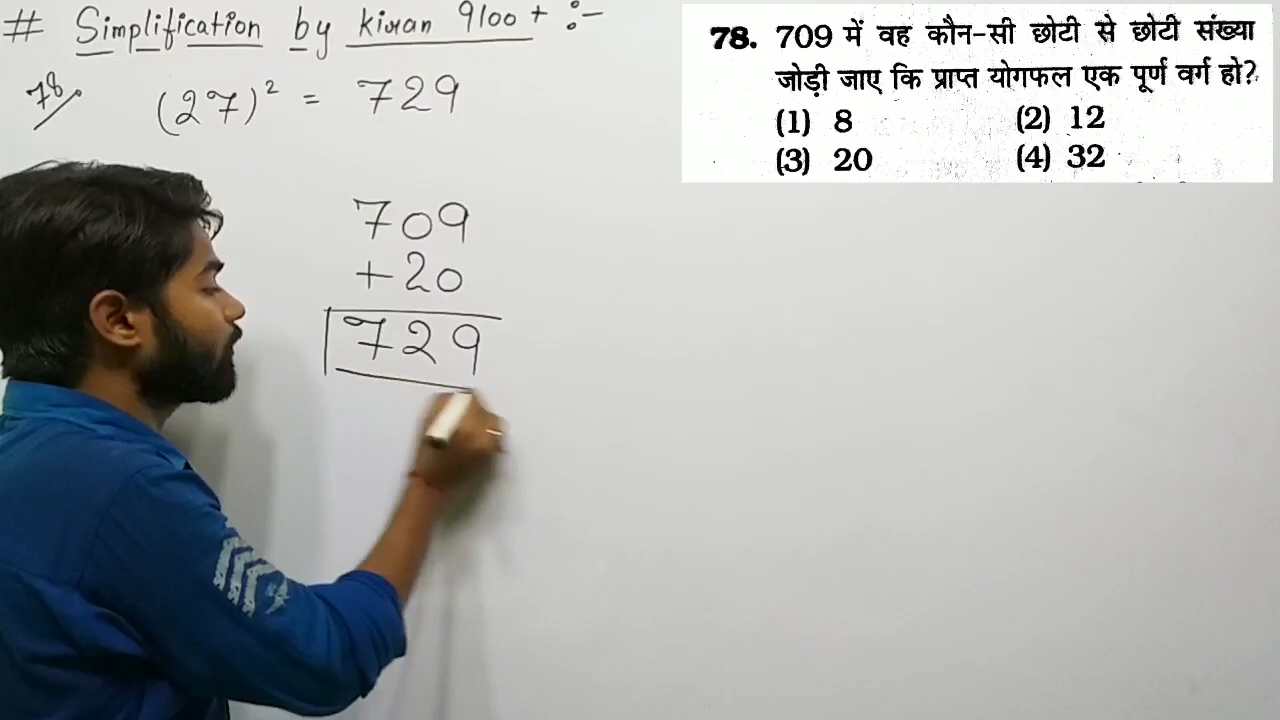 # Simplification by kiran 9100+ :-
78. (27)² = 729
709
+20
729
78. 709 में वह कौन-सी छोटी से छोटी संख्या
जोड़ी जाए कि प्राप्त योगफल एक पूर्ण वर्ग हो?
(1) 8 (2) 12
(3) 20 (4) 32